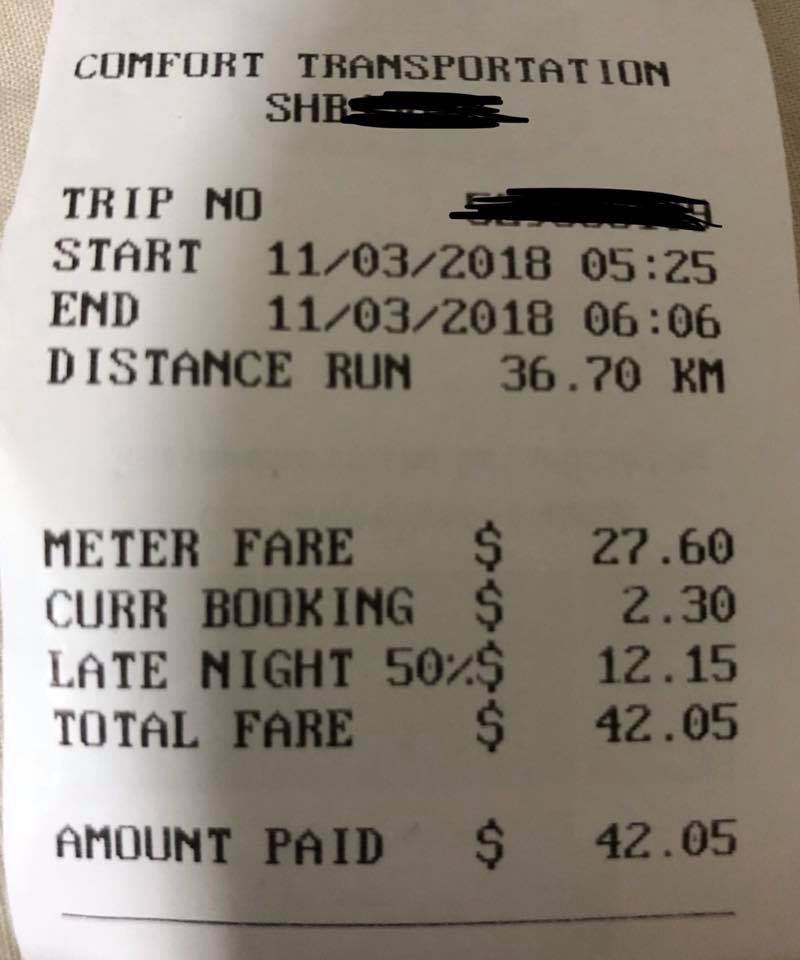 COMFORT TRANSPORTATION
SHB
TRIP NO
START 11/03/2018 05:25
END 11/03/2018 06:06
DISTANCE RUN 36.70 KM
METER FARE $ 27.60
CURR BOOKING $ 2.30
LATE NIGHT 50%$ 12.15
TOTAL FARE $ 42.05
AMOUNT PAID $ 42.05